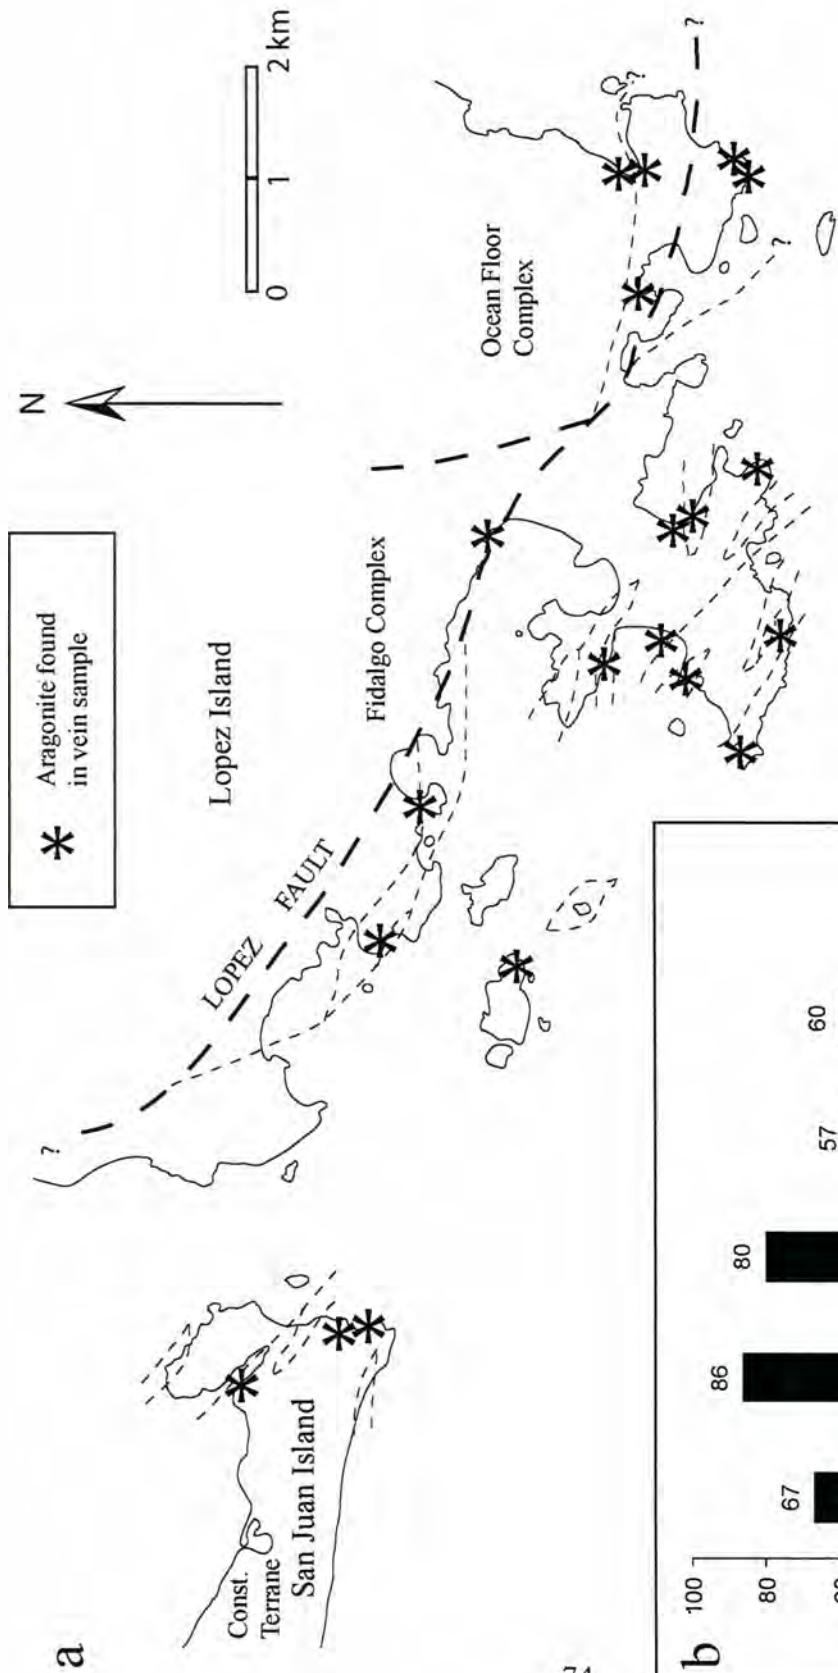 a
Aragonite found
in vein sample
N
0 1 2 km
Lopez Island
LOPEZ FAULT
Fidalgo Complex
Ocean Floor
Complex
Const.
Terrane
San Juan Island
?
?
?
?
b
100
80
67
86
80
57
60
74